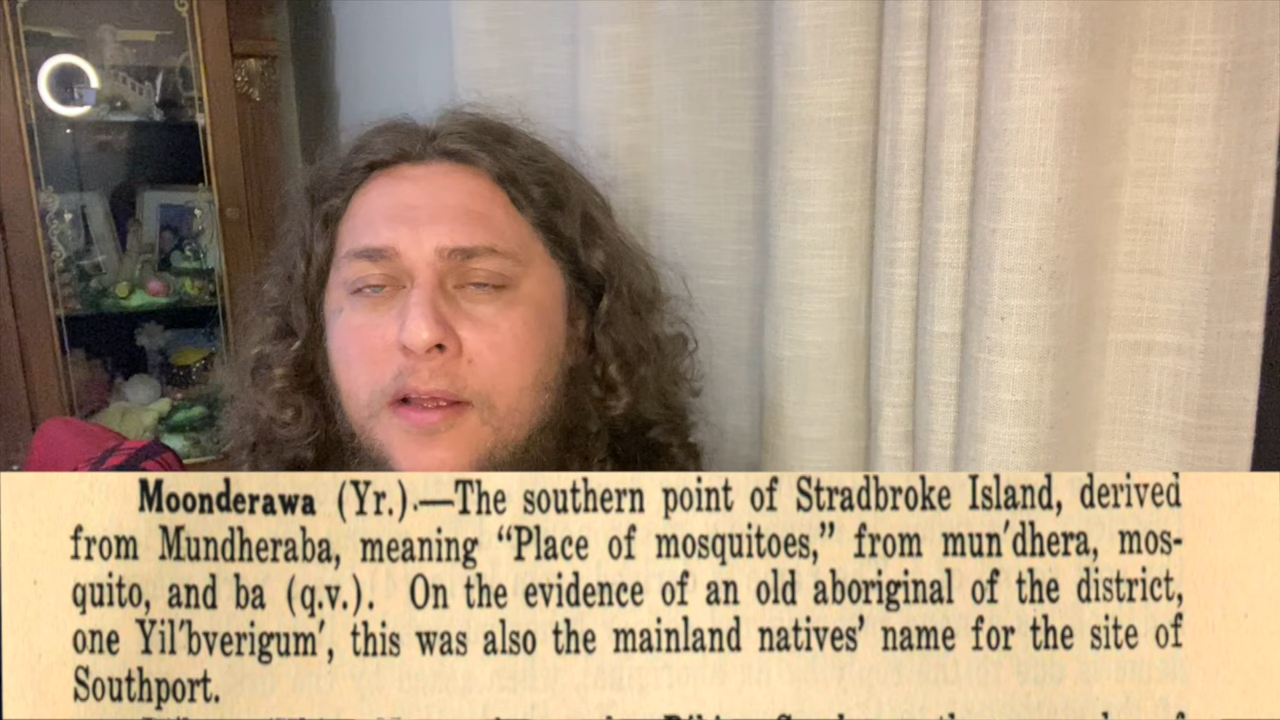 Moonderawa (Yr.).—The southern point of Stradbroke Island, derived
from Mundheraba, meaning “Place of mosquitoes,” from mun′dhera, mos-
quito, and ba (q.v.). On the evidence of an old aboriginal of the district,
one Yil′bverigum′, this was also the mainland natives’ name for the site of
Southport.